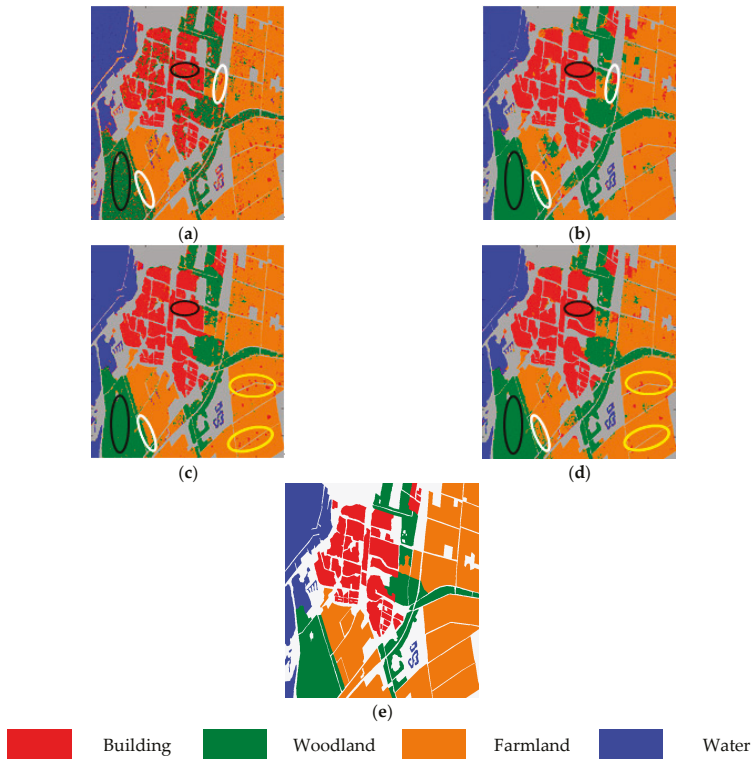 (a)
(b)
(c)
(d)
(e)
Building
Woodland
Farmland
Water